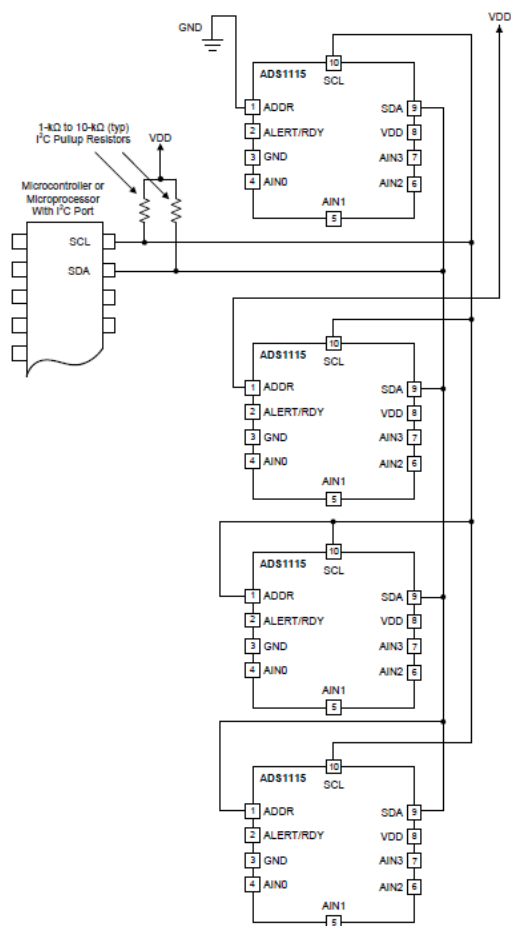 VDD
GND
10
ADS1115
SCL
1 ADDR
SDA 9
2 ALERT/RDY
VDD 8
3 GND
AIN3 7
4 AIN0
AIN2 6
AIN1
5
1-kΩ to 10-kΩ (typ)
I²C Pullup Resistors
VDD
Microcontroller or
Microprocessor
With I²C Port
SCL
SDA
10
ADS1115
SCL
1 ADDR
SDA 9
2 ALERT/RDY
VDD 8
3 GND
AIN3 7
4 AIN0
AIN2 6
AIN1
5
10
ADS1115
SCL
1 ADDR
SDA 9
2 ALERT/RDY
VDD 8
3 GND
AIN3 7
4 AIN0
AIN2 6
AIN1
5
10
ADS1115
SCL
1 ADDR
SDA 9
2 ALERT/RDY
VDD 8
3 GND
AIN3 7
4 AIN0
AIN2 6
AIN1
5